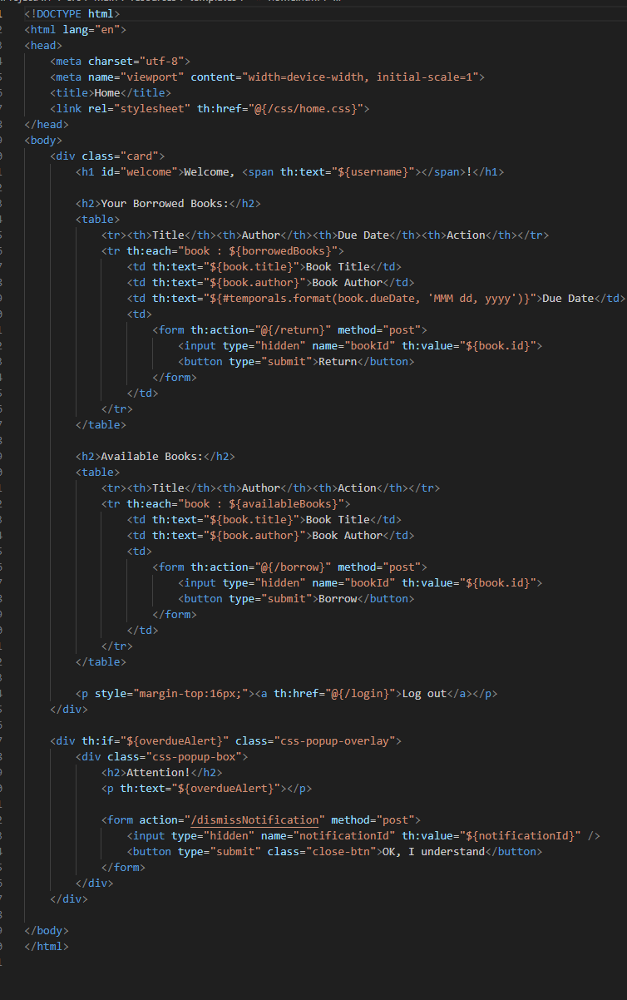 <!DOCTYPE html>
<html lang="en">
<head>
    <meta charset="utf-8">
    <meta name="viewport" content="width=device-width, initial-scale=1">
    <title>Home</title>
    <link rel="stylesheet" th:href="@{/css/home.css}">
</head>
<body>
    <div class="card">
        <h1 id="welcome">Welcome, <span th:text="${username}"></span>!</h1>
        <h2>Your Borrowed Books:</h2>
        <table>
            <tr><th>Title</th><th>Author</th><th>Due Date</th><th>Action</th></tr>
            <tr th:each="book : ${borrowedBooks}">
                <td th:text="${book.title}">Book Title</td>
                <td th:text="${book.author}">Book Author</td>
                <td th:text="${#temporals.format(book.dueDate, 'MMM dd, yyyy')}">Due Date</td>
                <td>
                    <form th:action="@{/return}" method="post">
                        <input type="hidden" name="bookId" th:value="${book.id}">
                        <button type="submit">Return</button>
                    </form>
                </td>
            </tr>
        </table>
        <h2>Available Books:</h2>
        <table>
            <tr><th>Title</th><th>Author</th><th>Action</th></tr>
            <tr th:each="book : ${availableBooks}">
                <td th:text="${book.title}">Book Title</td>
                <td th:text="${book.author}">Book Author</td>
                <td>
                    <form th:action="@{/borrow}" method="post">
                        <input type="hidden" name="bookId" th:value="${book.id}">
                        <button type="submit">Borrow</button>
                    </form>
                </td>
            </tr>
        </table>
        <p style="margin-top:16px;"><a th:href="@{/login}">Log out</a></p>
    </div>
    <div th:if="${overdueAlert}" class="css-popup-overlay">
        <div class="css-popup-box">
            <h2>Attention!</h2>
            <p th:text="${overdueAlert}"></p>
            <form action="/dismissNotification" method="post">
                <input type="hidden" name="notificationId" th:value="${notificationId}" />
                <button type="submit" class="close-btn">OK, I understand</button>
            </form>
        </div>
    </div>
</body>
</html>